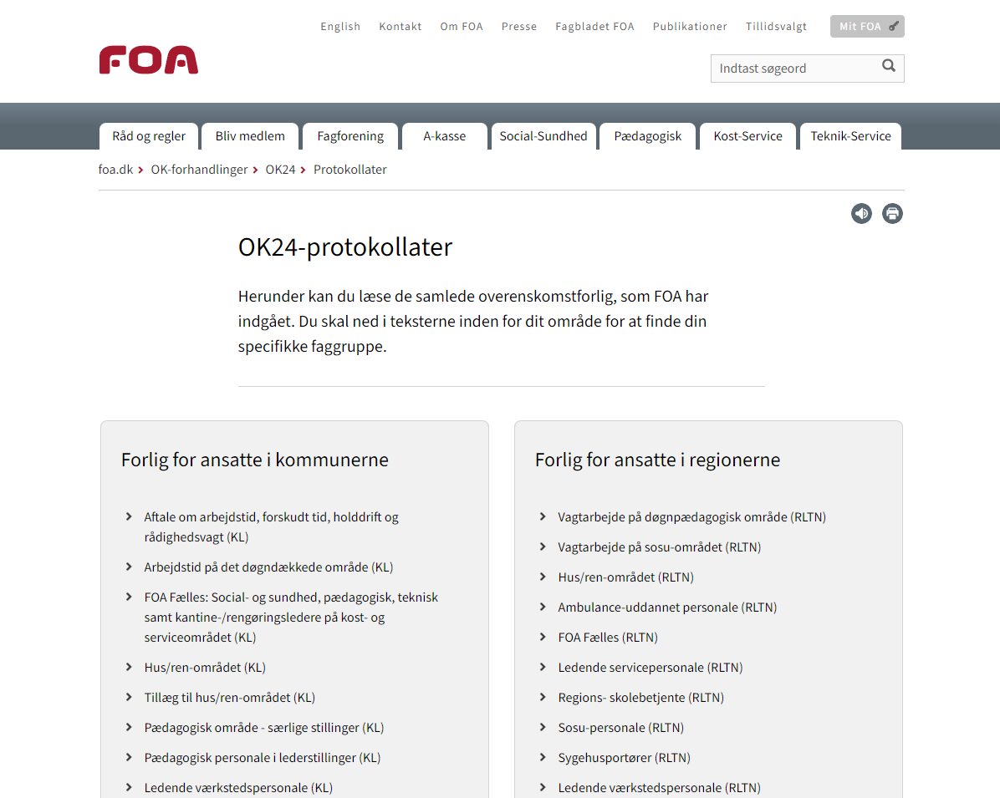 English Kontakt Om FOA Presse Fagbladet FOA Publikationer Tillidsvalgt Mit FOA
FOA
Indtast søgeord
Råd og regler Bliv medlem Fagforening A-kasse Social-Sundhed Pædagogisk Kost-Service Teknik-Service
foa.dk OK-forhandlinger OK24 Protokollater
OK24-protokollater
Herunder kan du læse de samlede overenskomstforlig, som FOA har
indgået. Du skal ned i teksterne inden for dit område for at finde din
specifikke faggruppe.
Forlig for ansatte i kommunerne
Aftale om arbejdstid, forskudt tid, holddrift og
rådighedsvagt (KL)
Arbejdstid på det døgndækkede område (KL)
FOA Fælles: Social- og sundhed, pædagogisk, teknisk
samt kantine-/rengøringsledere på kost- og
serviceområdet (KL)
Hus/ren-området (KL)
Tillæg til hus/ren-området (KL)
Pædagogisk område - særlige stillinger (KL)
Pædagogisk personale i lederstillinger (KL)
Ledende værkstedspersonale (KL)
Forlig for ansatte i regionerne
Vagtarbejde på døgnpædagogisk område (RLTN)
Vagtarbejde på sosu-området (RLTN)
Hus/ren-området (RLTN)
Ambulance-uddannet personale (RLTN)
FOA Fælles (RLTN)
Ledende servicepersonale (RLTN)
Regions- skolebetjente (RLTN)
Sosu-personale (RLTN)
Sygehusportører (RLTN)
Ledende værkstedspersonale (RLTN)